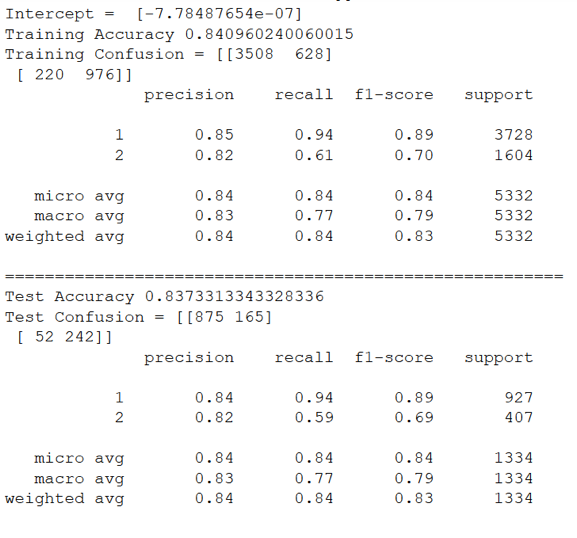 Intercept =  [-7.78487654e-07]
Training Accuracy 0.840960240060015
Training Confusion = [[3508  628]
 [ 220  976]]
              precision    recall  f1-score   support

           1       0.85      0.94      0.89      3728
           2       0.82      0.61      0.70      1604

   micro avg       0.84      0.84      0.84      5332
   macro avg       0.83      0.77      0.79      5332
weighted avg       0.84      0.84      0.83      5332

========================================================
Test Accuracy 0.8373313343328336
Test Confusion = [[875 165]
 [ 52 242]]
              precision    recall  f1-score   support

           1       0.84      0.94      0.89       927
           2       0.82      0.59      0.69       407

   micro avg       0.84      0.84      0.84      1334
   macro avg       0.83      0.77      0.79      1334
weighted avg       0.84      0.84      0.83      1334